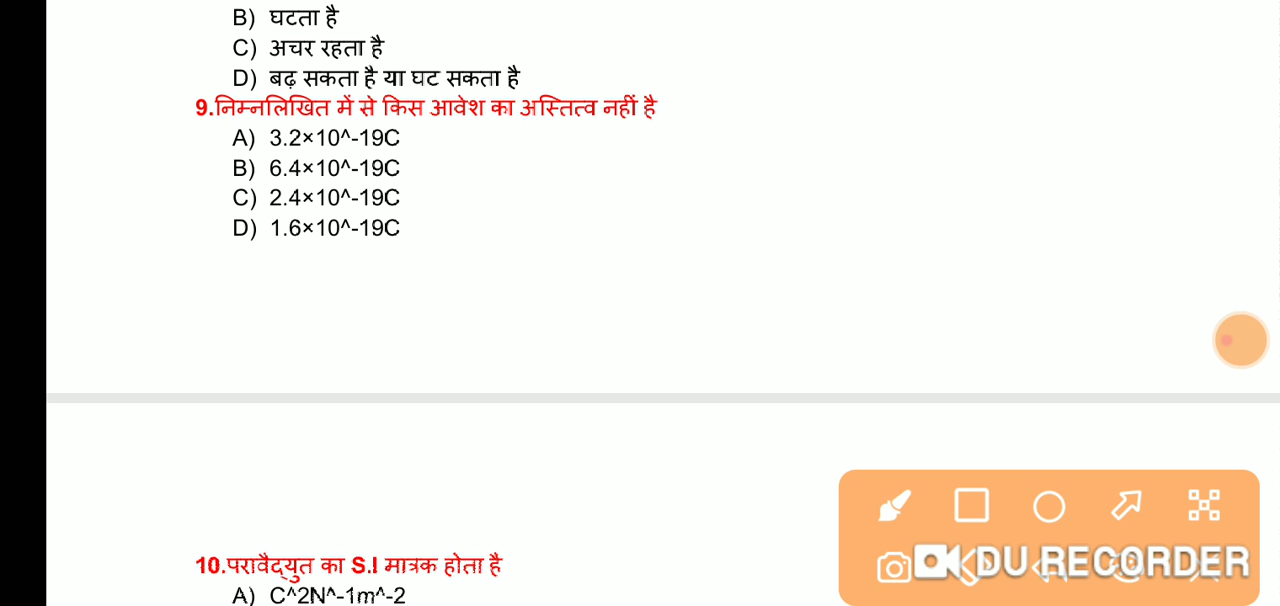 B) घटता है
C) अचर रहता है
D) बढ़ सकता है या घट सकता है
9.निम्नलिखित में से किस आवेश का अस्तित्व नहीं है
A) 3.2×10^-19C
B) 6.4×10^-19C
C) 2.4×10^-19C
D) 1.6×10^-19C
10.परावैद्युत का S.I मात्रक होता है
A) C^2N^-1m^-2
DU RECORDER